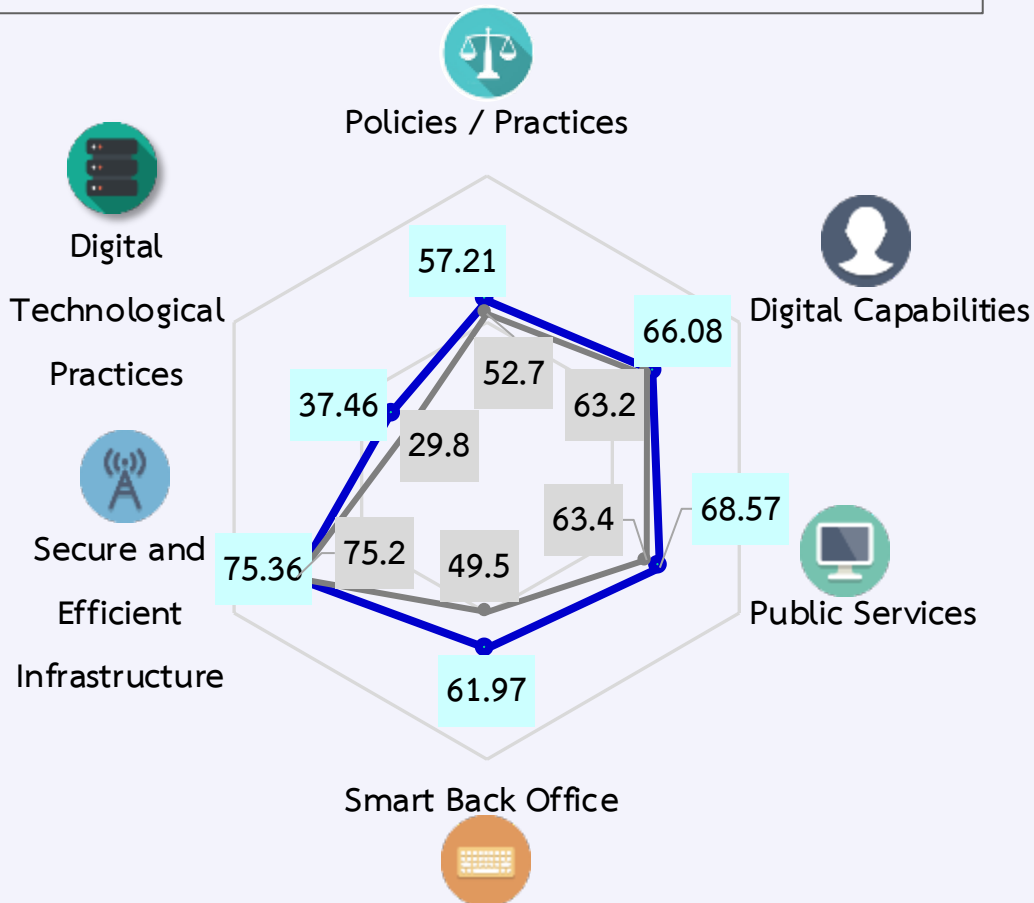 Policies / Practices
Digital
Technological
Practices
Digital Capabilities
57.21
66.08
52.7
63.2
37.46
29.8
68.57
63.4
Secure and
Efficient
Infrastructure
75.36
75.2
49.5
Public Services
61.97
Smart Back Office